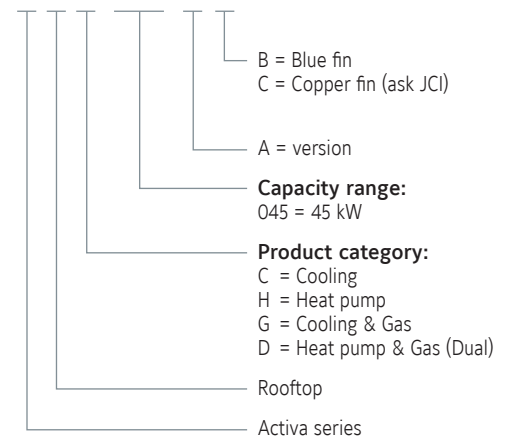 B = Blue fin
C = Copper fin (ask JCI)
A = version
Capacity range:
045 = 45 kW
Product category:
C = Cooling
H = Heat pump
G = Cooling & Gas
D = Heat pump & Gas (Dual)
Rooftop
Activa series